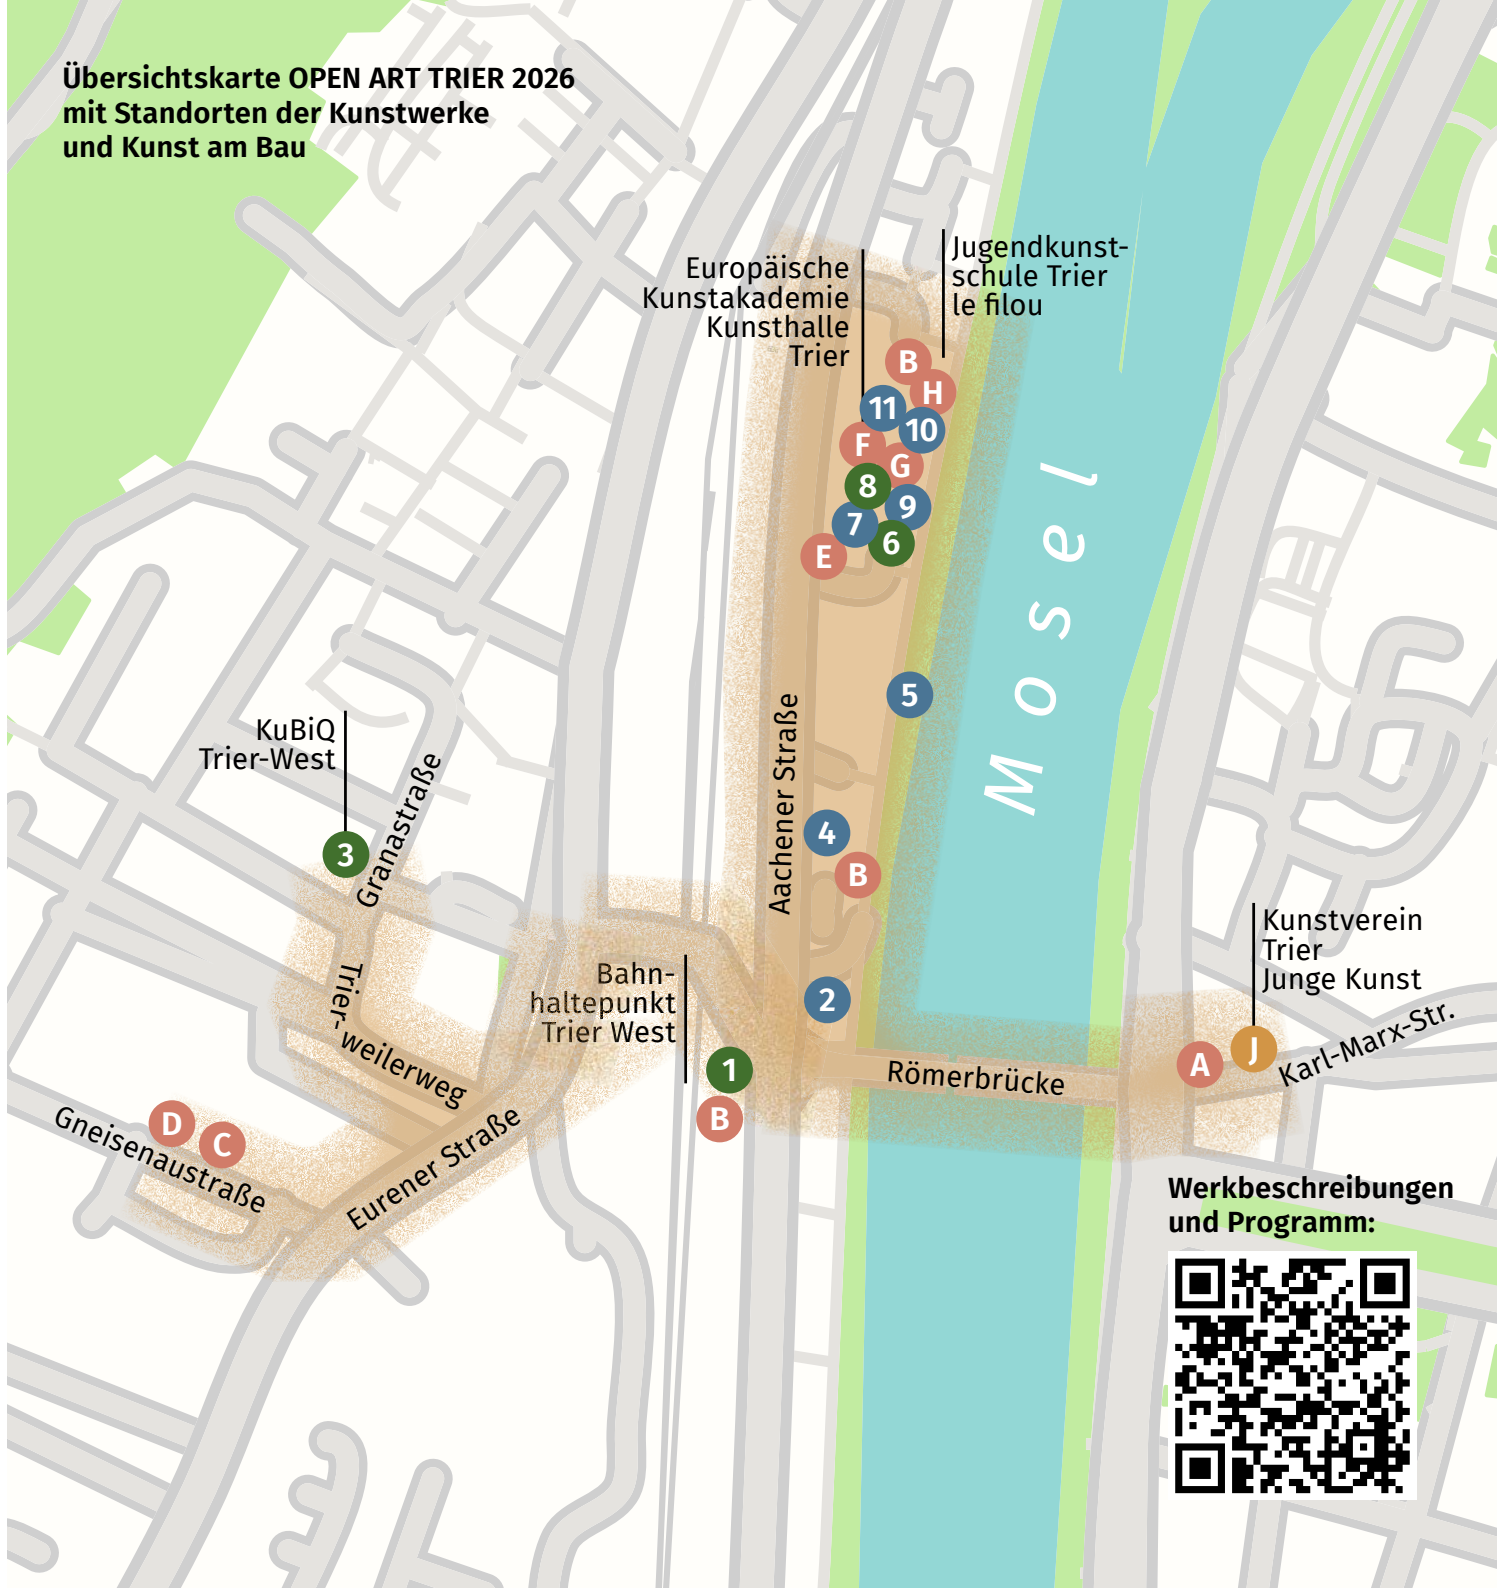 Übersichtskarte OPEN ART TRIER 2026
mit Standorten der Kunstwerke
und Kunst am Bau
Europäische
Kunstakademie
Kunsthalle
Trier
Jugendkunst-
schule Trier
le filou
B
H
11
10
F
G
8
9
7
6
E
Mosel
5
KuBiQ
Trier-West
3
Granastraße
Aachener Straße
4
B
Trier-
weilerweg
Bahn-
haltepunkt
Trier West
2
1
B
Römerbrücke
Kunstverein
Trier
Junge Kunst
A
J
Karl-Marx-Str.
D
C
Gneisenaustraße
Eurener Straße
Werkbeschreibungen
und Programm: